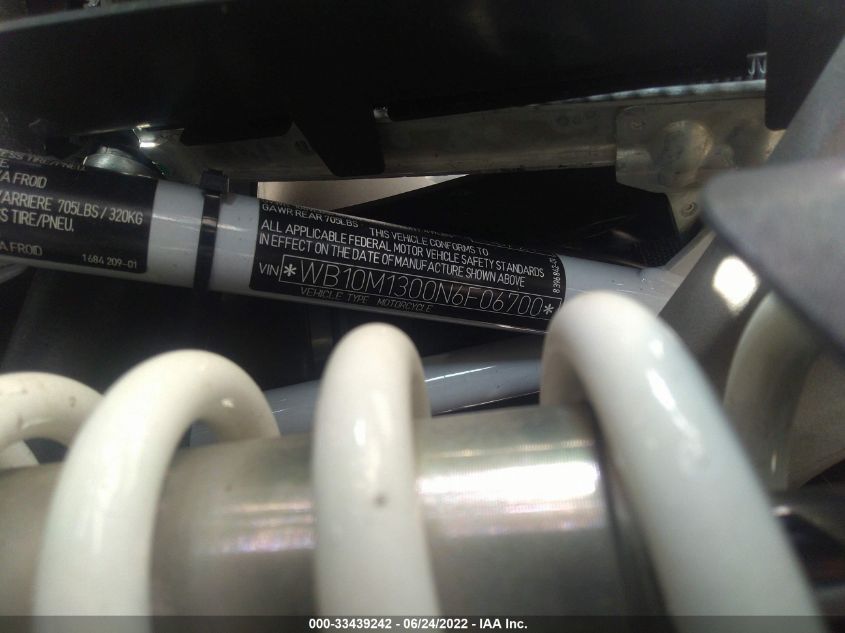 A FROID
ARRIERE 705LBS / 320KG
SS TIRE/PNEU.
A FROID
1684 209-01
GAWR REAR 705LBS
THIS VEHICLE CONFORMS TO
ALL APPLICABLE FEDERAL MOTOR VEHICLE SAFETY STANDARDS
IN EFFECT ON THE DATE OF MANUFACTURE SHOWN ABOVE
VIN *WB10M1300N6F06700*
VEHICLE TYPE MOTORCYCLE
000-33439242 - 06/24/2022 - IAA Inc.